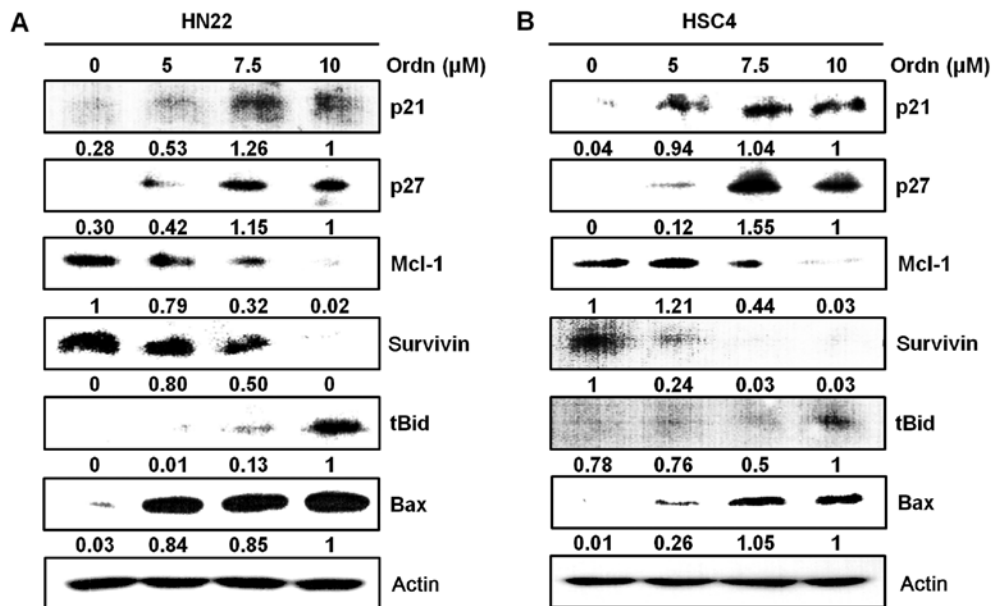 A
HN22
0 5 7.5 10 Ordn (µM)
p21
0.28 0.53 1.26 1
p27
0.30 0.42 1.15 1
Mcl-1
1 0.79 0.32 0.02
Survivin
0 0.80 0.50 0
tBid
0 0.01 0.13 1
Bax
0.03 0.84 0.85 1
Actin
B
HSC4
0 5 7.5 10 Ordn (µM)
p21
0.04 0.94 1.04 1
p27
0 0.12 1.55 1
Mcl-1
1 1.21 0.44 0.03
Survivin
1 0.24 0.03 0.03
tBid
0.78 0.76 0.5 1
Bax
0.01 0.26 1.05 1
Actin